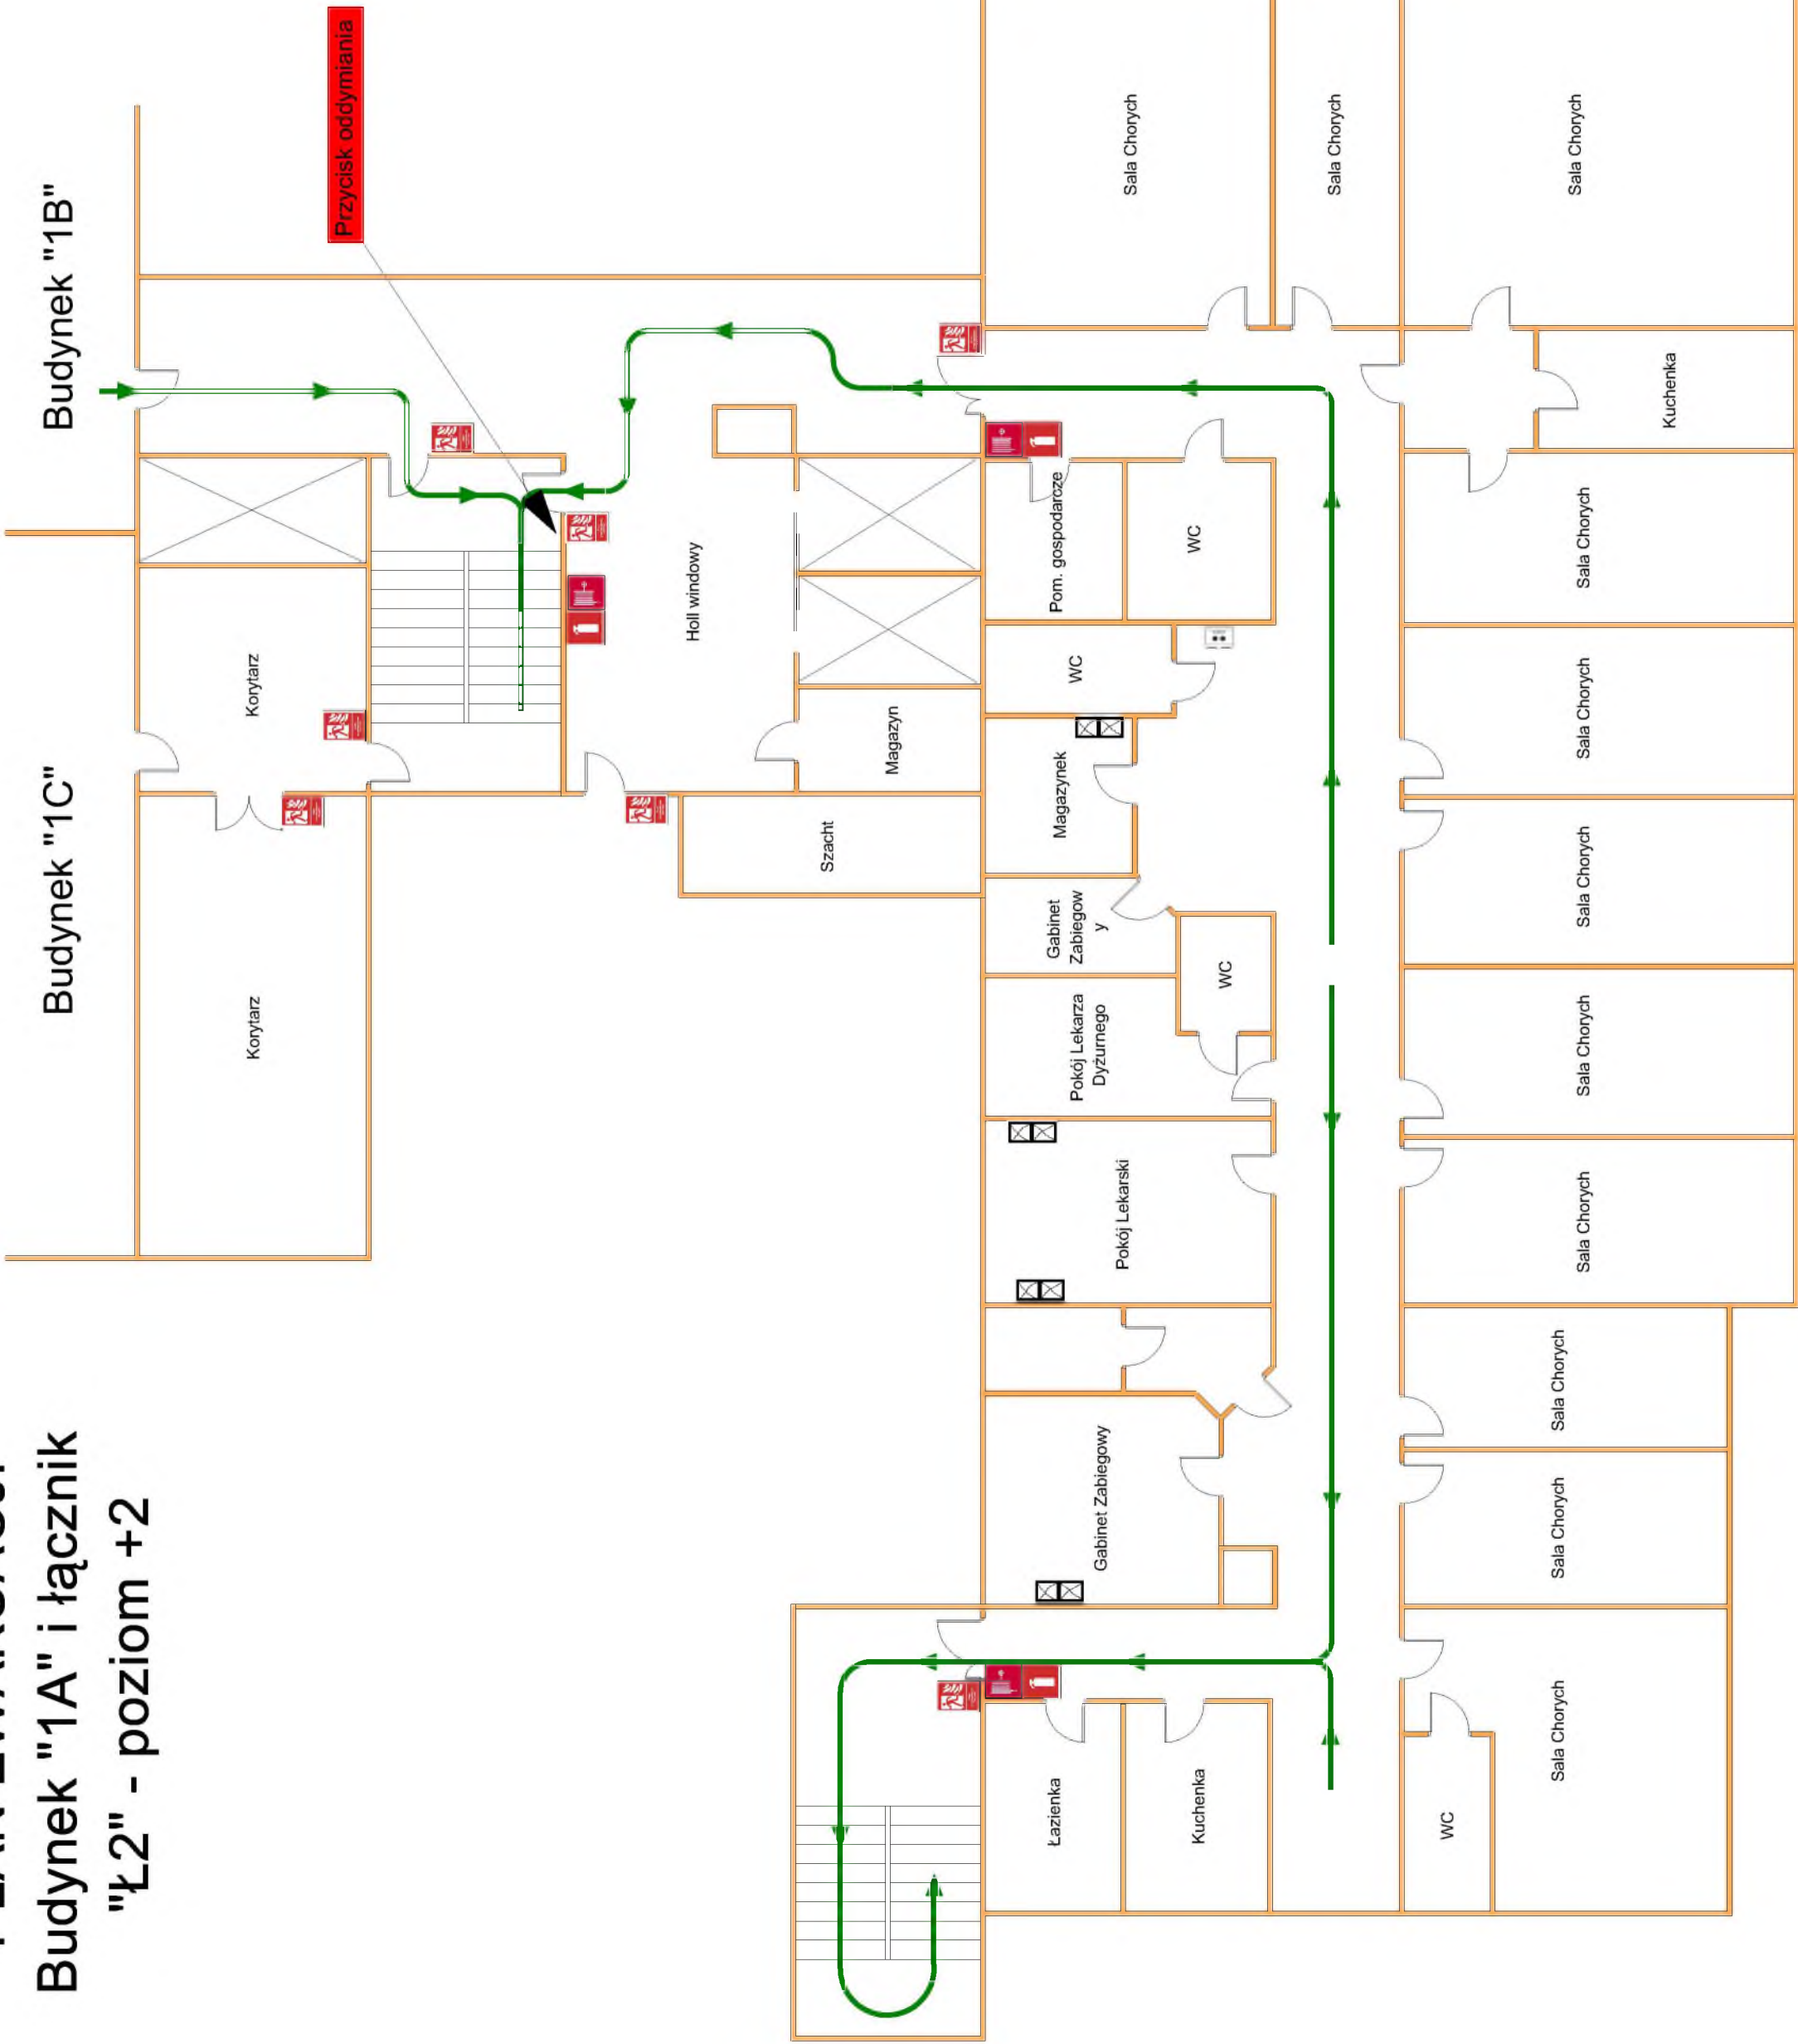 Budynek "1A" i łącznik
"Ł2" - poziom +2
Budynek "1C"
Budynek "1B"
Przycisk oddymiania
Korytarz
Korytarz
Holl windowy
Szacht
Magazyn
Łazienka
Kuchenka
Gabinet Zabiegowy
Pokój Lekarski
Pokój Lekarza
Dyżurnego
Gabinet
Zabiegow
y
WC
Magazynek
WC
Pom. gospodarcze
WC
Sala Chorych
Sala Chorych
WC
Sala Chorych
Sala Chorych
Sala Chorych
Sala Chorych
Sala Chorych
Sala Chorych
Sala Chorych
Sala Chorych
Kuchenka
Sala Chorych